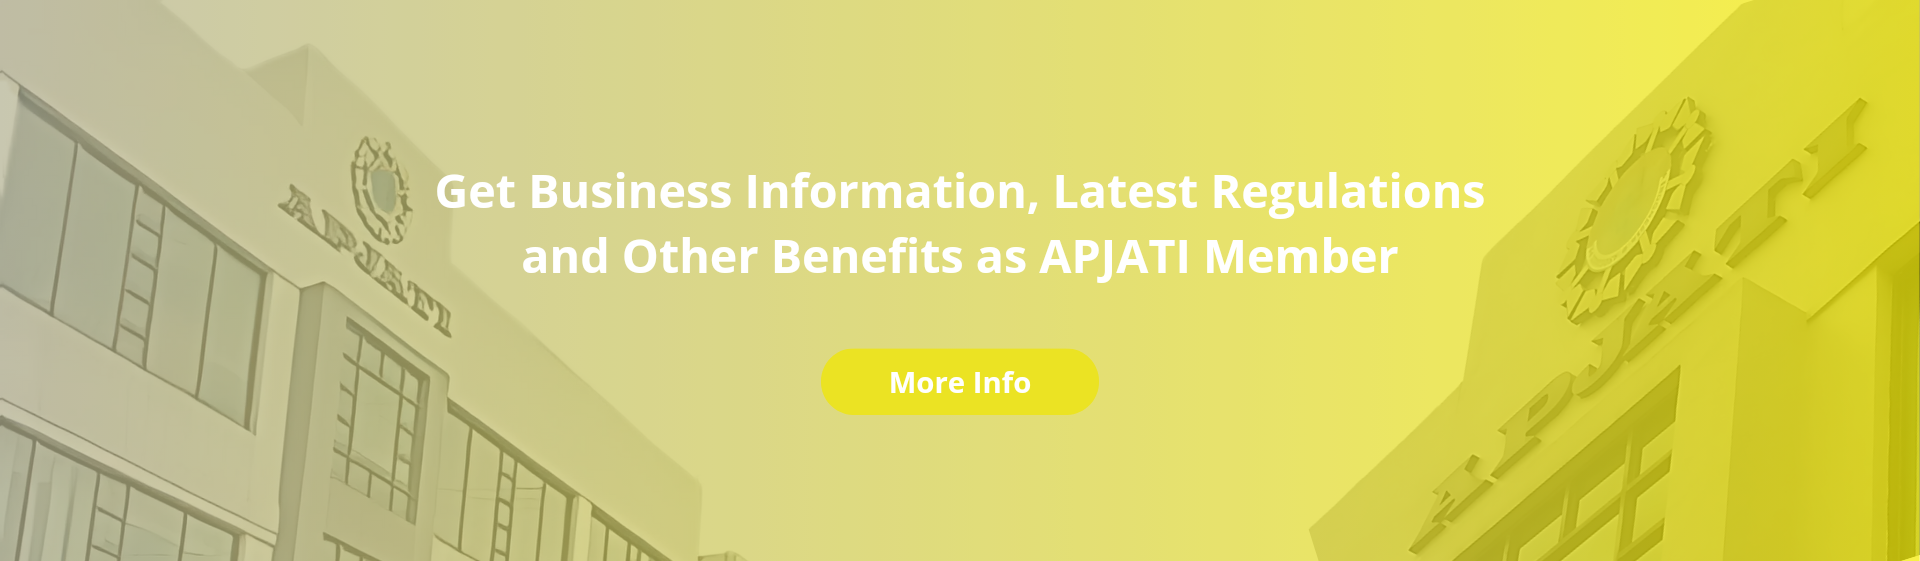 Get Business Information, Latest Regulations
and Other Benefits as APJATI Member
More Info
APJATI
APJATI